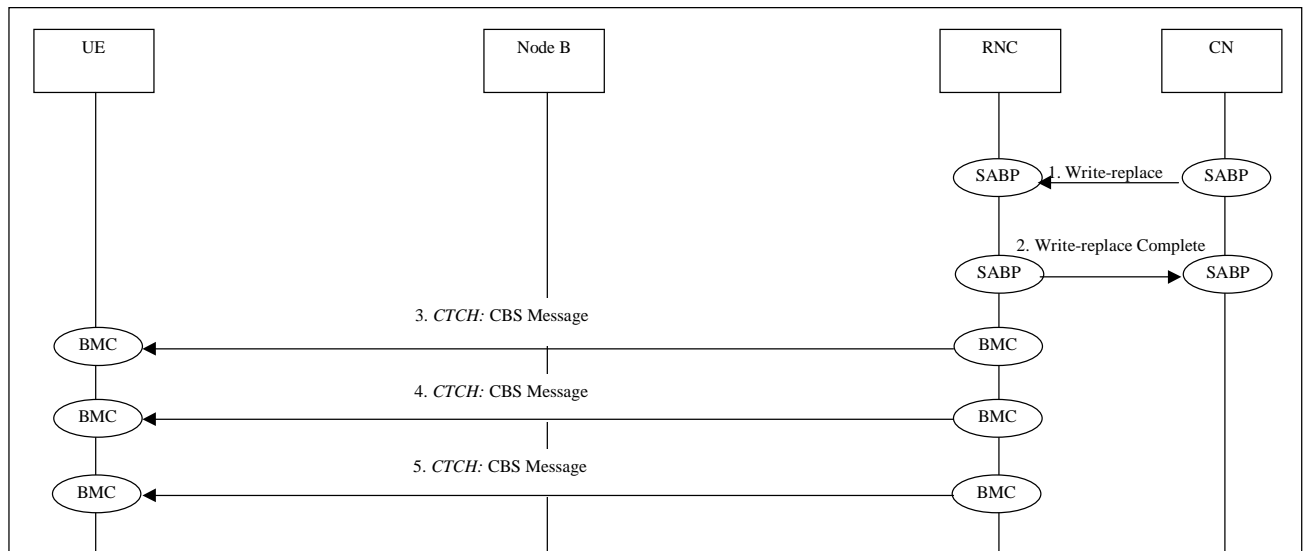 UE
Node B
RNC
CN
SABP
1. Write-replace
SABP
2. Write-replace Complete
SABP
SABP
3. CTCH: CBS Message
BMC
BMC
4. CTCH: CBS Message
BMC
BMC
5. CTCH: CBS Message
BMC
BMC